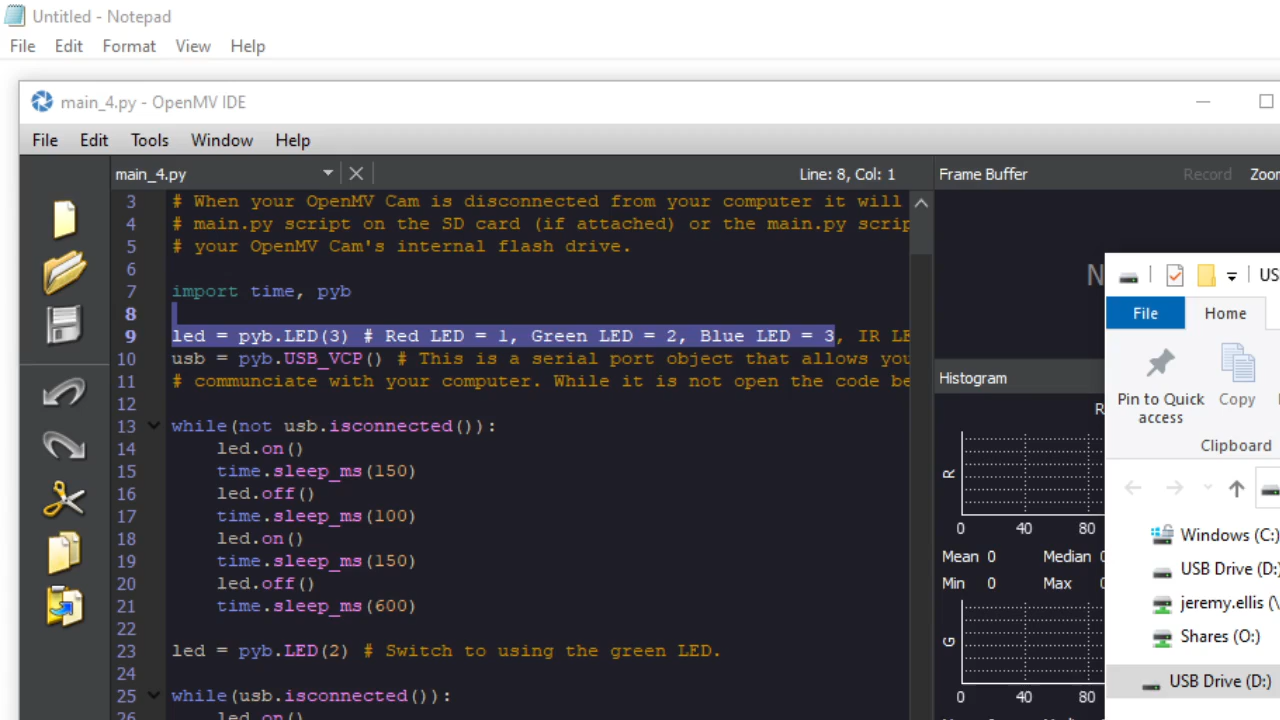 Untitled - Notepad
File Edit Format View Help
main_4.py - OpenMV IDE
File Edit Tools Window Help
main_4.py
Line: 8, Col: 1
Frame Buffer
Record
Zoom
3 # When your OpenMV Cam is disconnected from your computer it will
4 # main.py script on the SD card (if attached) or the main.py scrip
5 # your OpenMV Cam's internal flash drive.
6
7 import time, pyb
8
9 led = pyb.LED(3) # Red LED = 1, Green LED = 2, Blue LED = 3, IR LE
10 usb = pyb.USB_VCP() # This is a serial port object that allows you
11 # communciate with your computer. While it is not open the code be
12
13 while(not usb.isconnected()):
14 led.on()
15 time.sleep_ms(150)
16 led.off()
17 time.sleep_ms(100)
18 led.on()
19 time.sleep_ms(150)
20 led.off()
21 time.sleep_ms(600)
22
23 led = pyb.LED(2) # Switch to using the green LED.
24
25 while(usb.isconnected()):
26 led.on()
N
Histogram
R
R
0 40 80
Mean 0 Median 0
Min 0 Max
G
0 40 80
US
File Home
Pin to Quick
access
Copy
Clipboard
Windows (C:)
USB Drive (D:)
jeremy.ellis (\
Shares (O:)
USB Drive (D:)